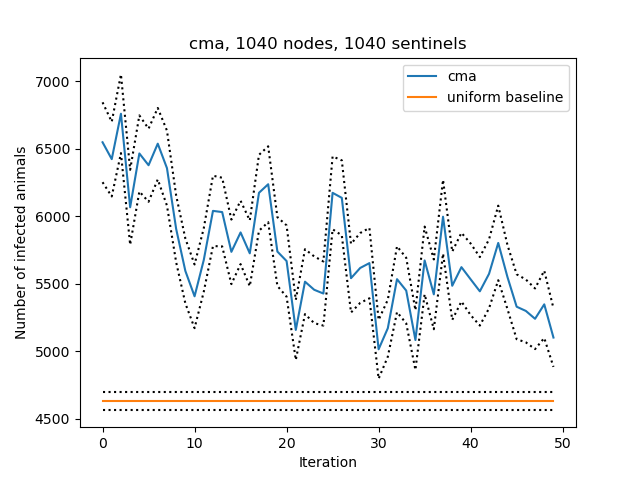 cma, 1040 nodes, 1040 sentinels
cma
uniform baseline
Number of infected animals
7000
6500
6000
5500
5000
4500
0 10 20 30 40 50
Iteration